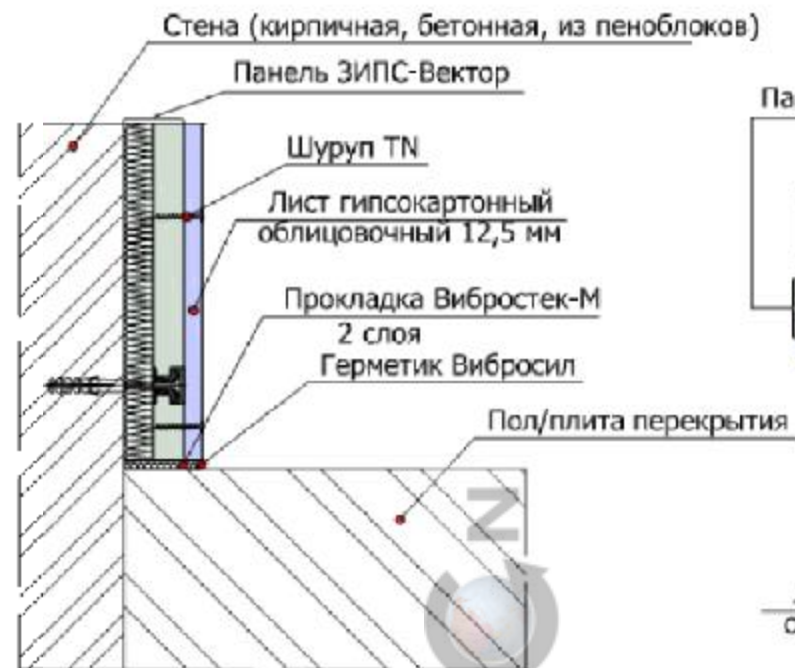 Стена (кирпичная, бетонная, из пеноблоков)
Панель ЗИПС-Вектор
Па
Шуруп TN
Лист гипсокартонный
облицовочный 12,5 мм
Прокладка Вибростек-М
2 слоя
Герметик Вибросил
Пол/плита перекрытия
N